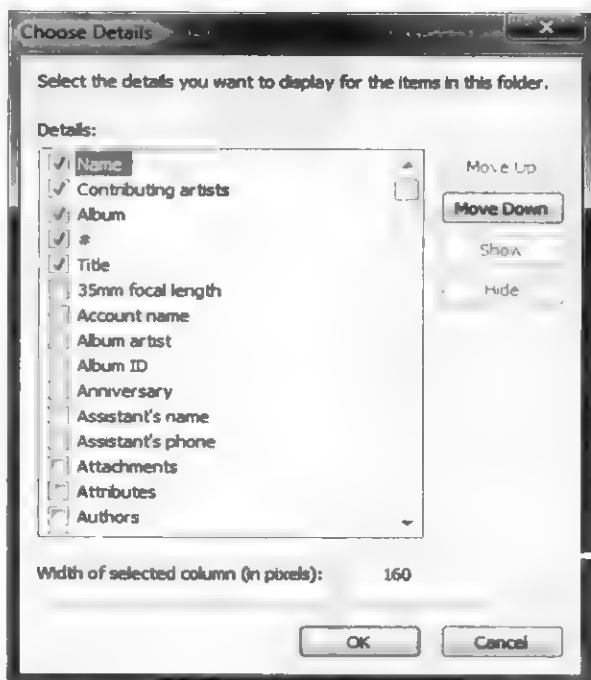 Choose Details
Select the details you want to display for the items in this folder.
Details:
Name
Contributing artists
Album
#
Title
35mm focal length
Account name
Album artist
Album ID
Anniversary
Assistant's name
Assistant's phone
Attachments
Attributes
Authors
Move Up
Move Down
Show
Hide
Width of selected column (in pixels): 160
OK
Cancel